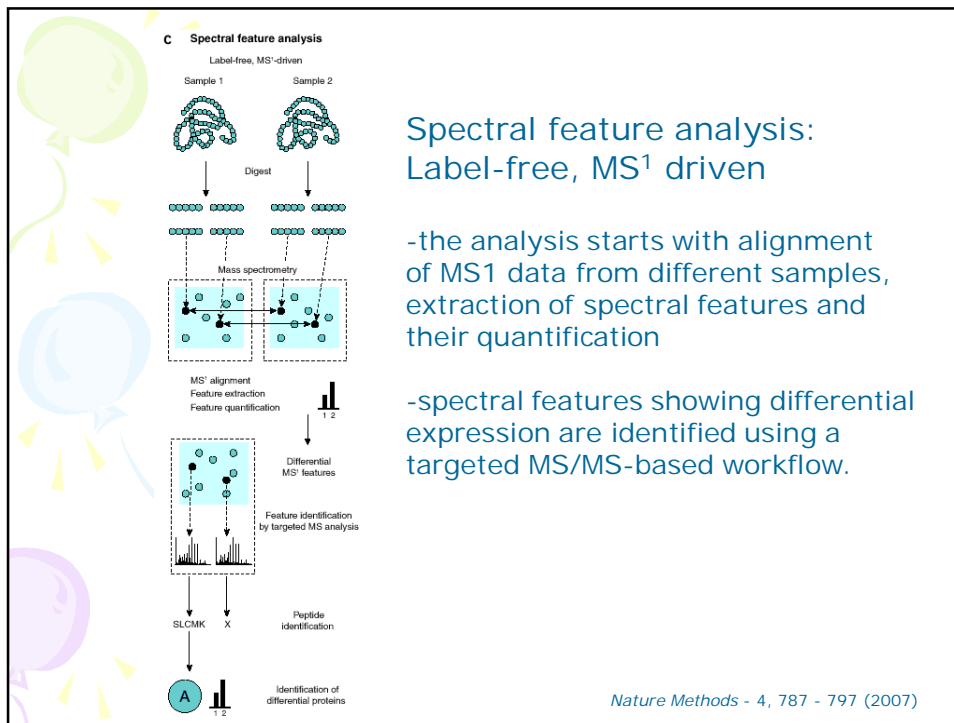 C Spectral feature analysis
Label-free, MS¹-driven
Sample 1 Sample 2
Digest
Mass spectrometry
MS¹ alignment
Feature extraction
Feature quantification
1 2
Differential
MS¹ features
Feature identification
by targeted MS analysis
SLCMK X
Peptide
identification
A
1 2
Identification of
differential proteins
Spectral feature analysis:
Label-free, MS¹ driven
-the analysis starts with alignment
of MS1 data from different samples,
extraction of spectral features and
their quantification
-spectral features showing differential
expression are identified using a
targeted MS/MS-based workflow.
Nature Methods - 4, 787 - 797 (2007)